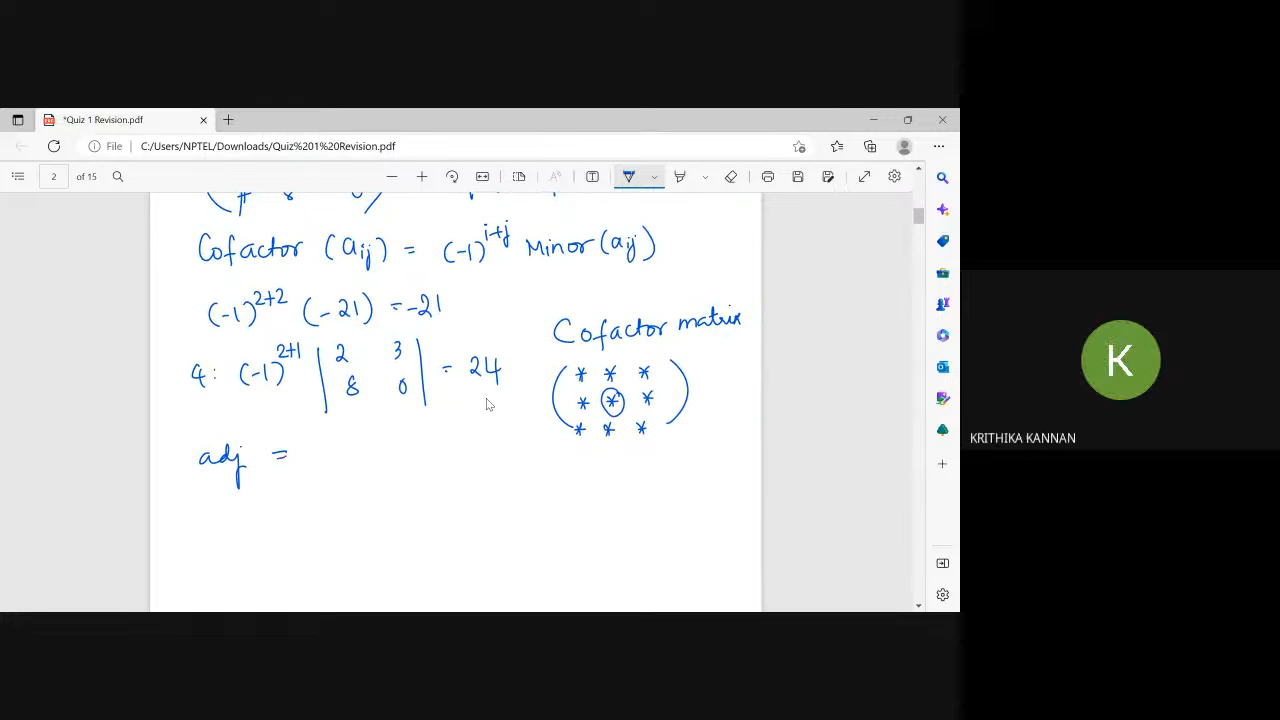 *Quiz 1 Revision.pdf
File C:/Users/NPTEL/Downloads/Quiz%201%20Revision.pdf
2 of 15
8
Cofactor (aij) = (-1)^i+j Minor(aij)
(-1)^2+2 (-21) = -21
Cofactor matrix
4: (-1)^2+1 | 2 3 | = 24
8 0
* * *
* * *
* * *
adj =
K
KRITHIKA KANNAN